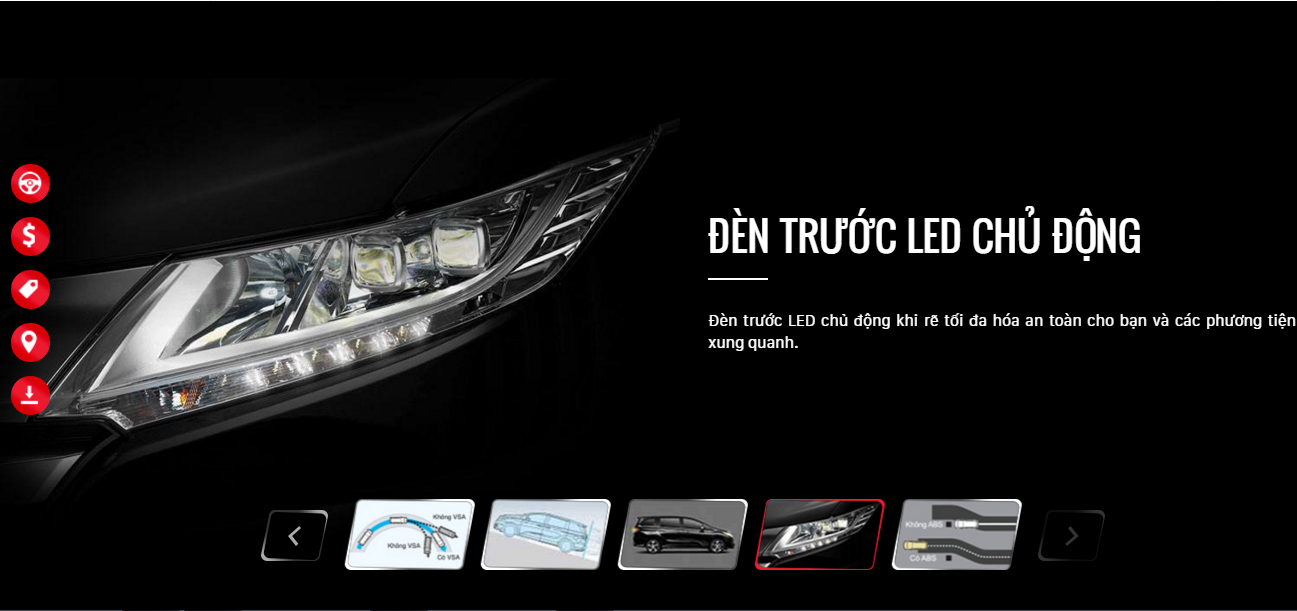 ĐÈN TRƯỚC LED CHỦ ĐỘNG
Đèn trước LED chủ động khi rẽ tối đa hóa an toàn cho bạn và các phương tiện
xung quanh.
Không VSA
Không VSA
Có VSA
Không ABS
Có ABS